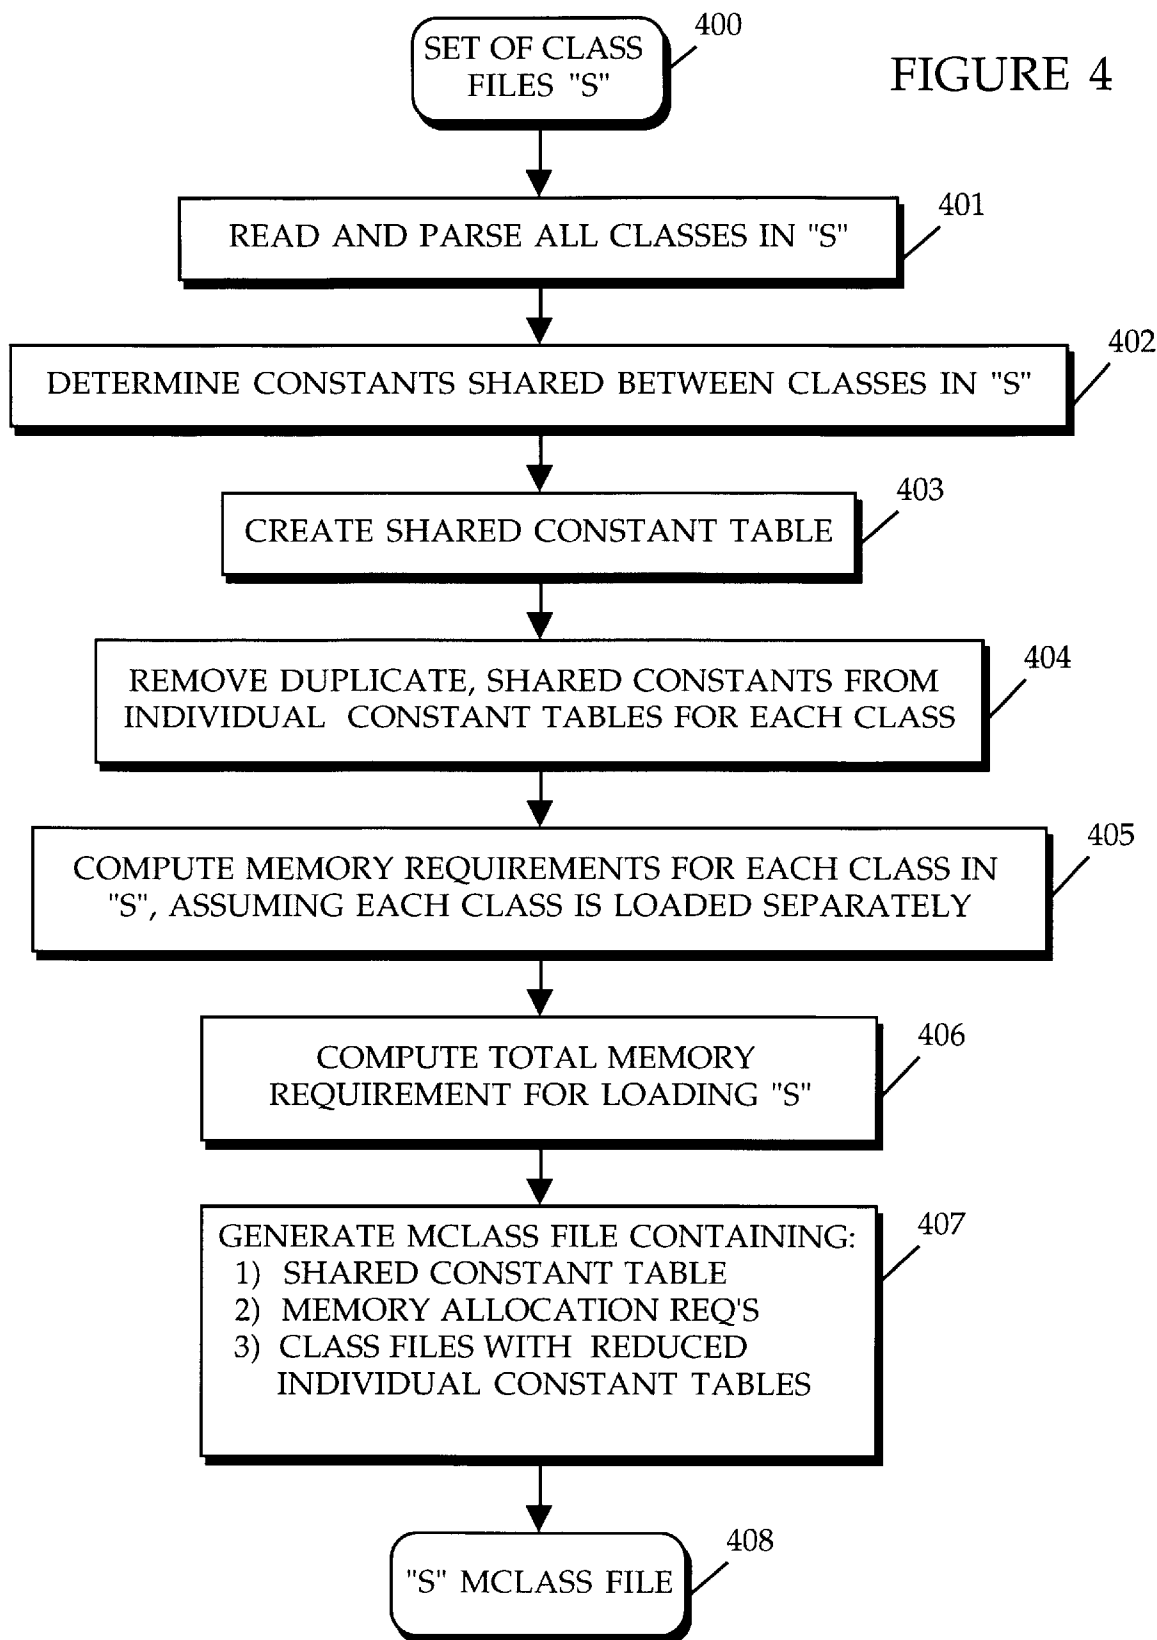 400
SET OF CLASS
FILES "S"
FIGURE 4
401
READ AND PARSE ALL CLASSES IN "S"
402
DETERMINE CONSTANTS SHARED BETWEEN CLASSES IN "S"
403
CREATE SHARED CONSTANT TABLE
404
REMOVE DUPLICATE, SHARED CONSTANTS FROM
INDIVIDUAL CONSTANT TABLES FOR EACH CLASS
405
COMPUTE MEMORY REQUIREMENTS FOR EACH CLASS IN
"S", ASSUMING EACH CLASS IS LOADED SEPARATELY
406
COMPUTE TOTAL MEMORY
REQUIREMENT FOR LOADING "S"
407
GENERATE MCLASS FILE CONTAINING:
1) SHARED CONSTANT TABLE
2) MEMORY ALLOCATION REQ'S
3) CLASS FILES WITH REDUCED
INDIVIDUAL CONSTANT TABLES
408
"S" MCLASS FILE